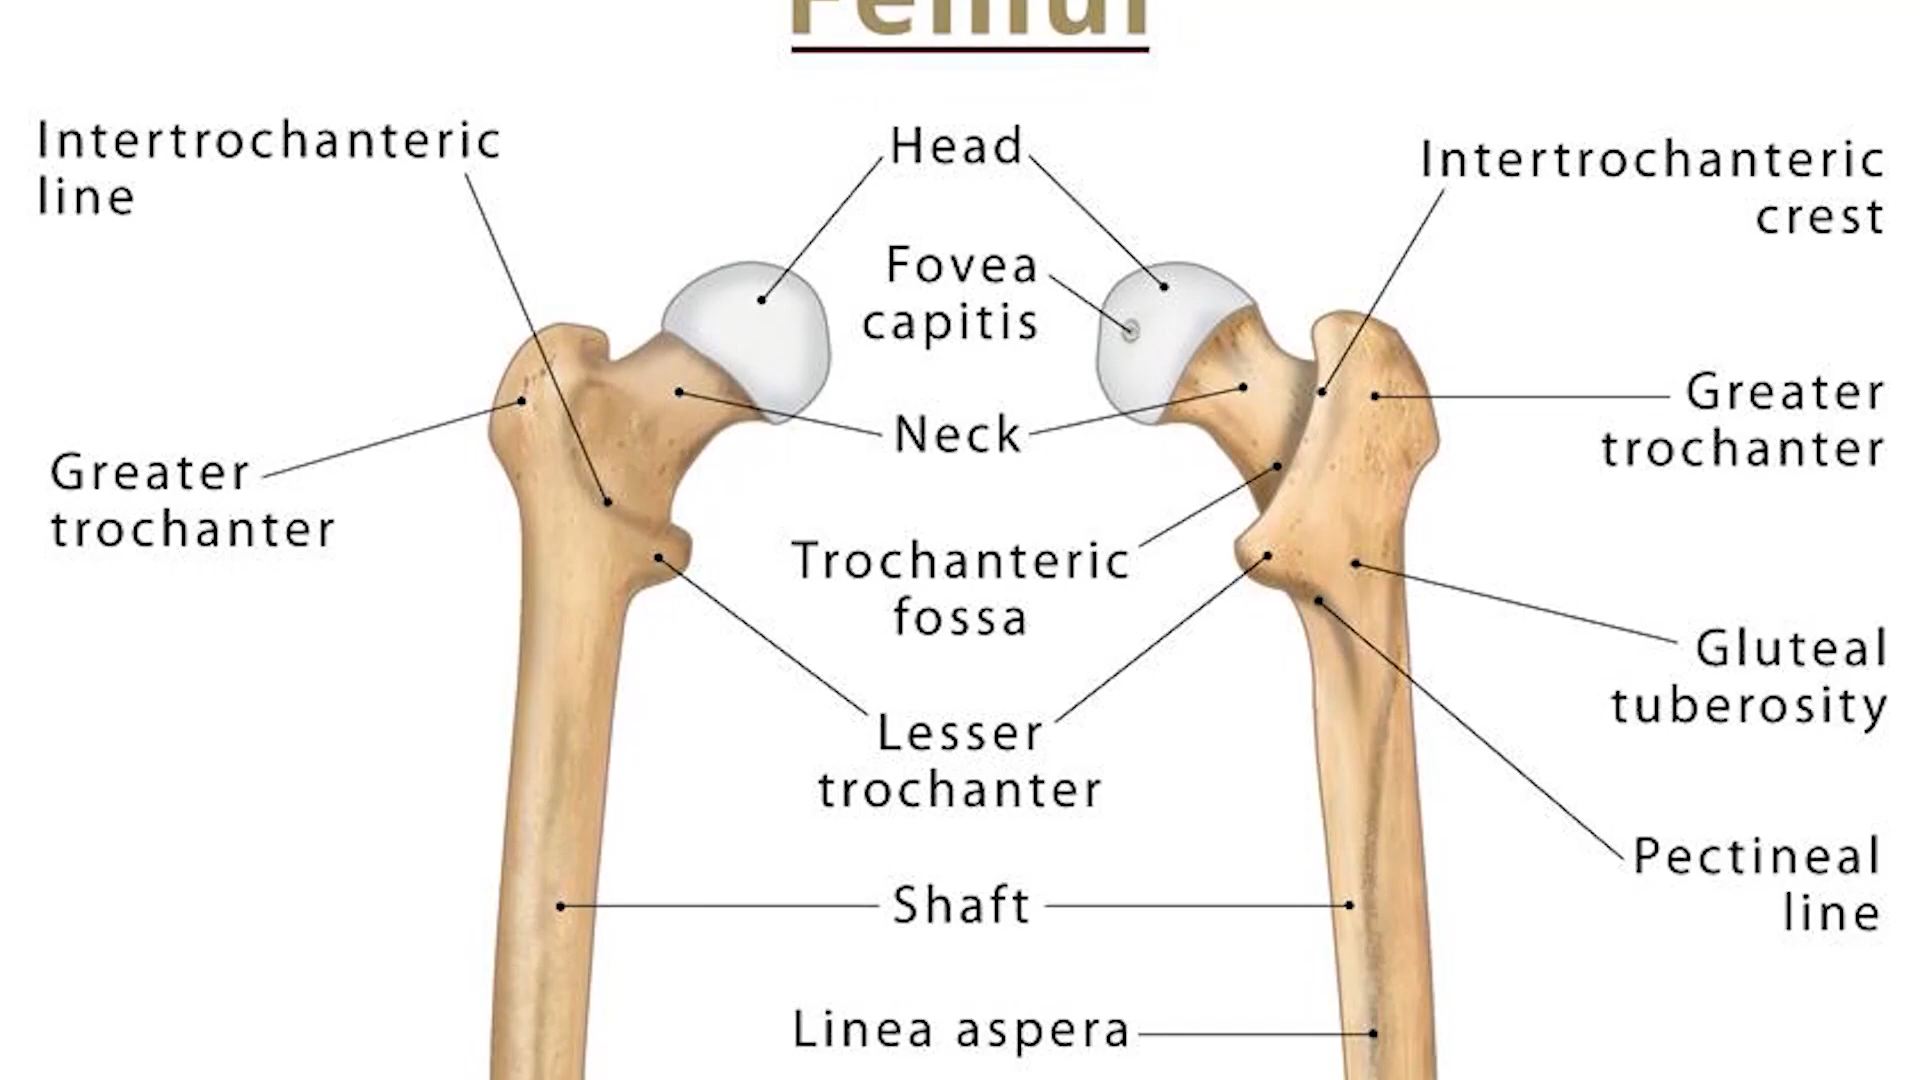 Femur
Intertrochanteric
line
Head
Intertrochanteric
crest
Fovea
capitis
Greater
trochanter
Neck
Greater
trochanter
Trochanteric
fossa
Gluteal
tuberosity
Lesser
trochanter
Pectineal
line
Shaft
Linea aspera